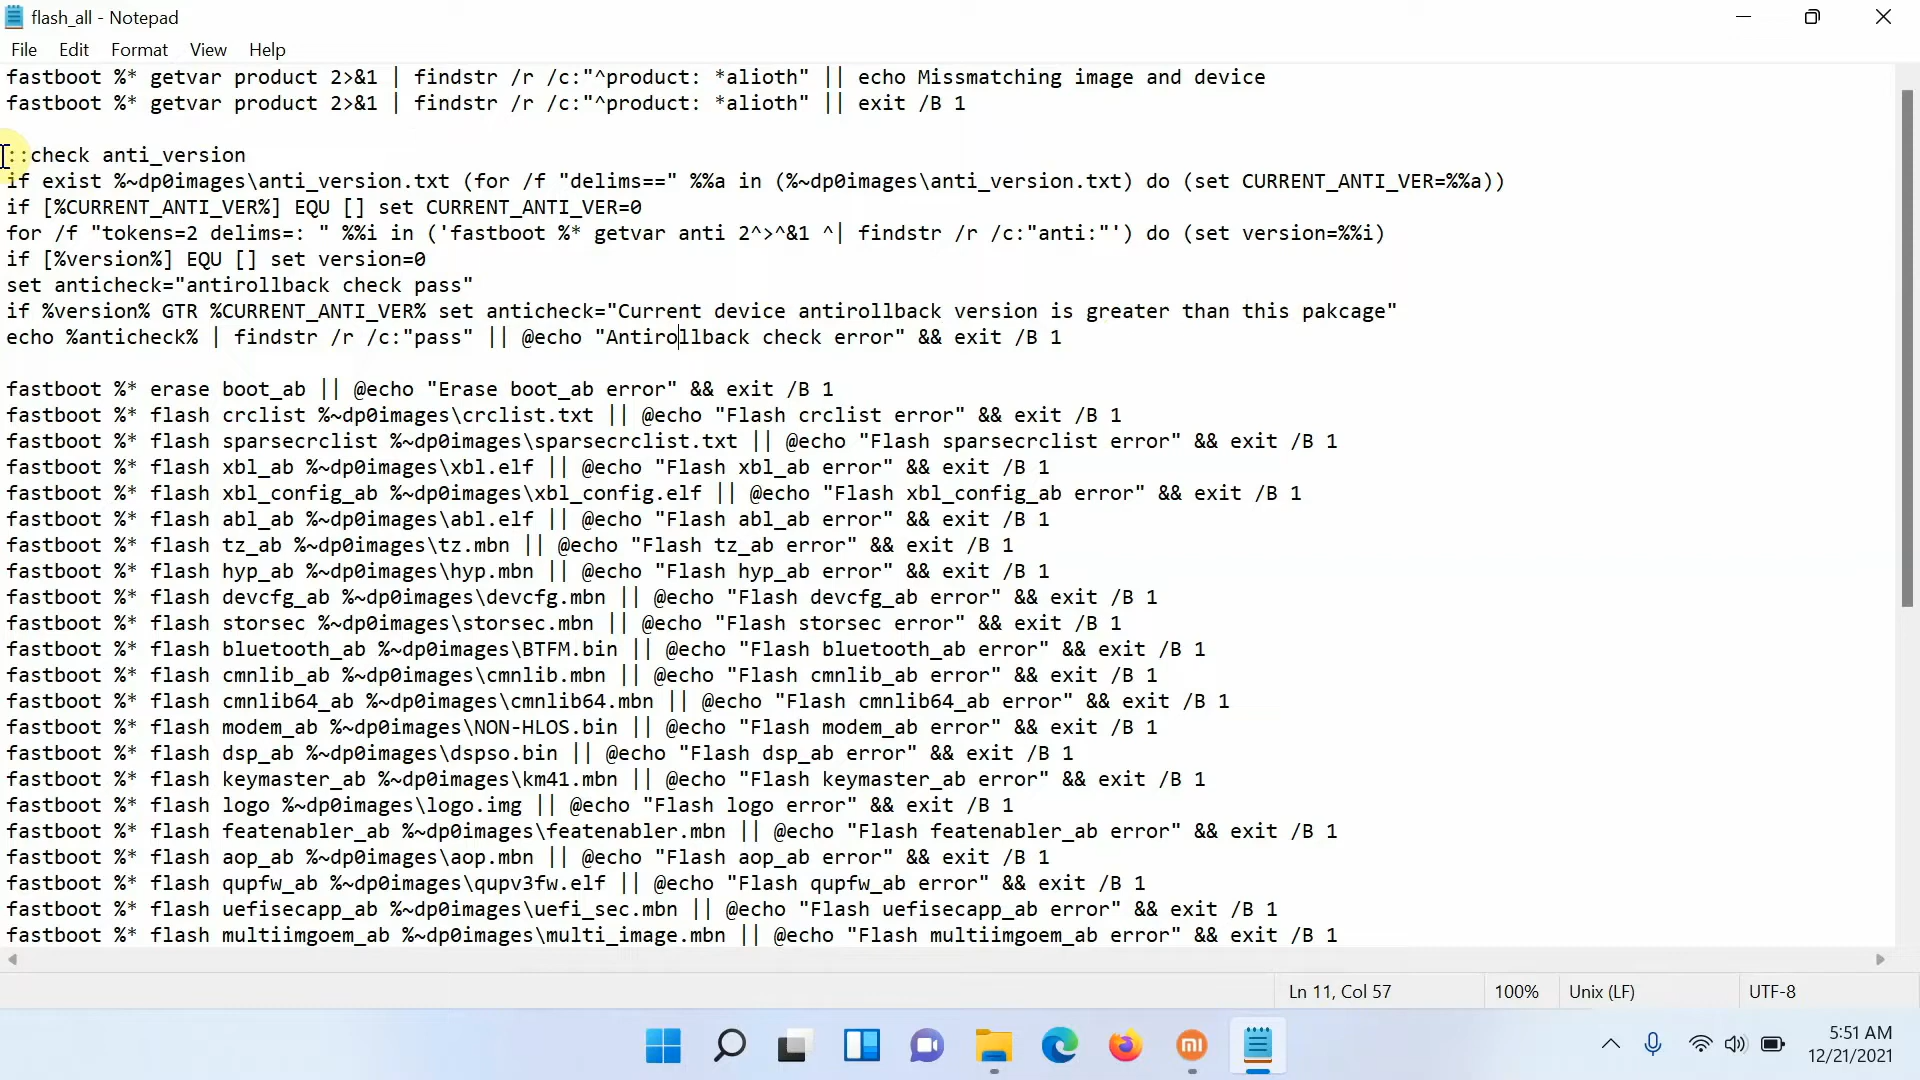 flash_all - Notepad
File Edit Format View Help
fastboot %* getvar product 2>&1 | findstr /r /c:"^product: *alioth" || echo Missmatching image and device
fastboot %* getvar product 2>&1 | findstr /r /c:"^product: *alioth" || exit /B 1
::check anti_version
if exist %~dp0images\anti_version.txt (for /f "delims==" %%a in (%~dp0images\anti_version.txt) do (set CURRENT_ANTI_VER=%%a))
if [%CURRENT_ANTI_VER%] EQU [] set CURRENT_ANTI_VER=0
for /f "tokens=2 delims=: " %%i in ('fastboot %* getvar anti 2^>^&1 ^| findstr /r /c:"anti:"') do (set version=%%i)
if [%version%] EQU [] set version=0
set anticheck="antirollback check pass"
if %version% GTR %CURRENT_ANTI_VER% set anticheck="Current device antirollback version is greater than this pakcage"
echo %anticheck% | findstr /r /c:"pass" || @echo "Antirollback check error" && exit /B 1
fastboot %* erase boot_ab || @echo "Erase boot_ab error" && exit /B 1
fastboot %* flash crclist %~dp0images\crclist.txt || @echo "Flash crclist error" && exit /B 1
fastboot %* flash sparsecrclist %~dp0images\sparsecrclist.txt || @echo "Flash sparsecrclist error" && exit /B 1
fastboot %* flash xbl_ab %~dp0images\xbl.elf || @echo "Flash xbl_ab error" && exit /B 1
fastboot %* flash xbl_config_ab %~dp0images\xbl_config.elf || @echo "Flash xbl_config_ab error" && exit /B 1
fastboot %* flash abl_ab %~dp0images\abl.elf || @echo "Flash abl_ab error" && exit /B 1
fastboot %* flash tz_ab %~dp0images\tz.mbn || @echo "Flash tz_ab error" && exit /B 1
fastboot %* flash hyp_ab %~dp0images\hyp.mbn || @echo "Flash hyp_ab error" && exit /B 1
fastboot %* flash devcfg_ab %~dp0images\devcfg.mbn || @echo "Flash devcfg_ab error" && exit /B 1
fastboot %* flash storsec %~dp0images\storsec.mbn || @echo "Flash storsec error" && exit /B 1
fastboot %* flash bluetooth_ab %~dp0images\BTFM.bin || @echo "Flash bluetooth_ab error" && exit /B 1
fastboot %* flash cmnlib_ab %~dp0images\cmnlib.mbn || @echo "Flash cmnlib_ab error" && exit /B 1
fastboot %* flash cmnlib64_ab %~dp0images\cmnlib64.mbn || @echo "Flash cmnlib64_ab error" && exit /B 1
fastboot %* flash modem_ab %~dp0images\NON-HLOS.bin || @echo "Flash modem_ab error" && exit /B 1
fastboot %* flash dsp_ab %~dp0images\dspso.bin || @echo "Flash dsp_ab error" && exit /B 1
fastboot %* flash keymaster_ab %~dp0images\km41.mbn || @echo "Flash keymaster_ab error" && exit /B 1
fastboot %* flash logo %~dp0images\logo.img || @echo "Flash logo error" && exit /B 1
fastboot %* flash featenabler_ab %~dp0images\featenabler.mbn || @echo "Flash featenabler_ab error" && exit /B 1
fastboot %* flash aop_ab %~dp0images\aop.mbn || @echo "Flash aop_ab error" && exit /B 1
fastboot %* flash qupfw_ab %~dp0images\qupv3fw.elf || @echo "Flash qupfw_ab error" && exit /B 1
fastboot %* flash uefisecapp_ab %~dp0images\uefi_sec.mbn || @echo "Flash uefisecapp_ab error" && exit /B 1
fastboot %* flash multiimgoem_ab %~dp0images\multi_image.mbn || @echo "Flash multiimgoem_ab error" && exit /B 1
Ln 11, Col 57 100% Unix (LF) UTF-8
5:51 AM
12/21/2021